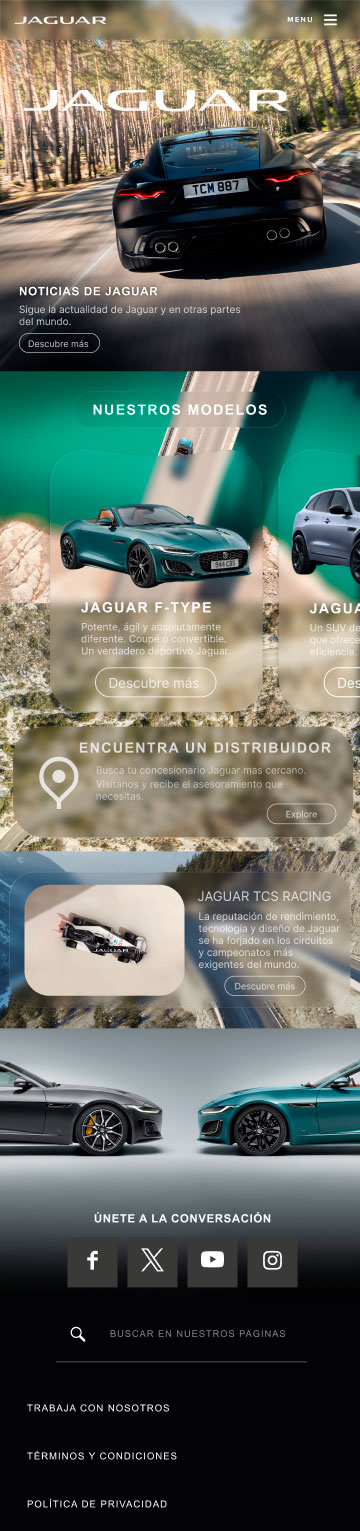 JAGUAR
MENU
JAGUAR
TCM 887
NOTICIAS DE JAGUAR
Sigue la actualidad de Jaguar y en otras partes
del mundo.
Descubre más
NUESTROS MODELOS
944 CBS
JAGUAR F-TYPE
Potente, ágil y absolutamente
diferente. Coupé o convertible.
Un verdadero deportivo Jaguar.
Descubre más
JAGUA
Un SUV de
que ofrece
eficiencia.
Des
ENCUENTRA UN DISTRIBUIDOR
Busca tu concesionario Jaguar mas cercano.
Visítanos y recibe el asesoramiento que
necesitas.
Explore
JAGUAR
JAGUAR TCS RACING
La reputación de rendimiento,
tecnología y diseño de Jaguar
se ha forjado en los circuitos
y campeonatos más
exigentes del mundo.
Descubre más
ÚNETE A LA CONVERSACIÓN
BUSCAR EN NUESTROS PAGINAS
TRABAJA CON NOSOTROS
TÉRMINOS Y CONDICIONES
POLÍTICA DE PRIVACIDAD